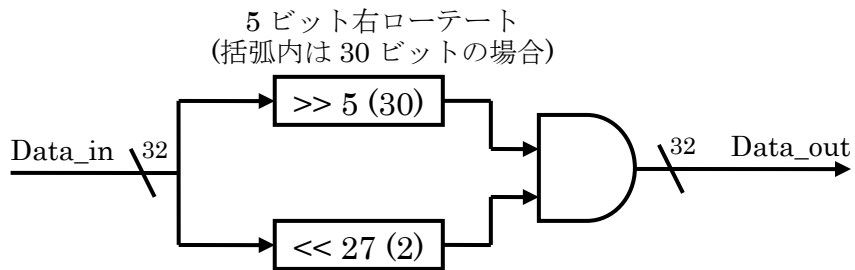 5 ビット右ローテート
(括弧内は 30 ビットの場合)
>> 5 (30)
Data_in
32
32
Data_out
<< 27 (2)